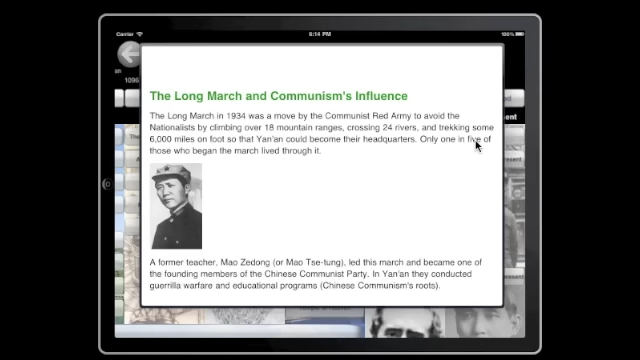 Carrier
5:14 PM
100%
an
1096
The Long March and Communism's Influence
The Long March in 1934 was a move by the Communist Red Army to avoid the
Nationalists by climbing over 18 mountain ranges, crossing 24 rivers, and trekking some
6,000 miles on foot so that Yan'an could become their headquarters. Only one in five of
those who began the march lived through it.
A former teacher, Mao Zedong (or Mao Tse-tung), led this march and became one of
the founding members of the Chinese Communist Party. In Yan'an they conducted
guerrilla warfare and educational programs (Chinese Communism's roots).